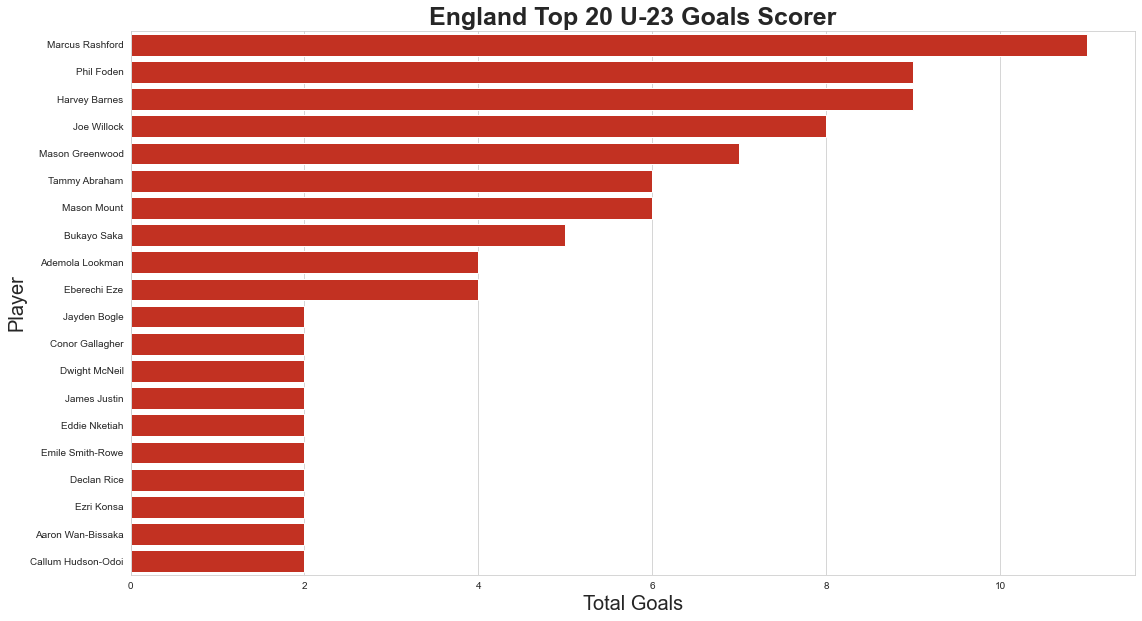 England Top 20 U-23 Goals Scorer
Player
Marcus Rashford
Phil Foden
Harvey Barnes
Joe Willock
Mason Greenwood
Tammy Abraham
Mason Mount
Bukayo Saka
Ademola Lookman
Eberechi Eze
Jayden Bogle
Conor Gallagher
Dwight McNeil
James Justin
Eddie Nketiah
Emile Smith-Rowe
Declan Rice
Ezri Konsa
Aaron Wan-Bissaka
Callum Hudson-Odoi
0 2 4 6 8 10
Total Goals